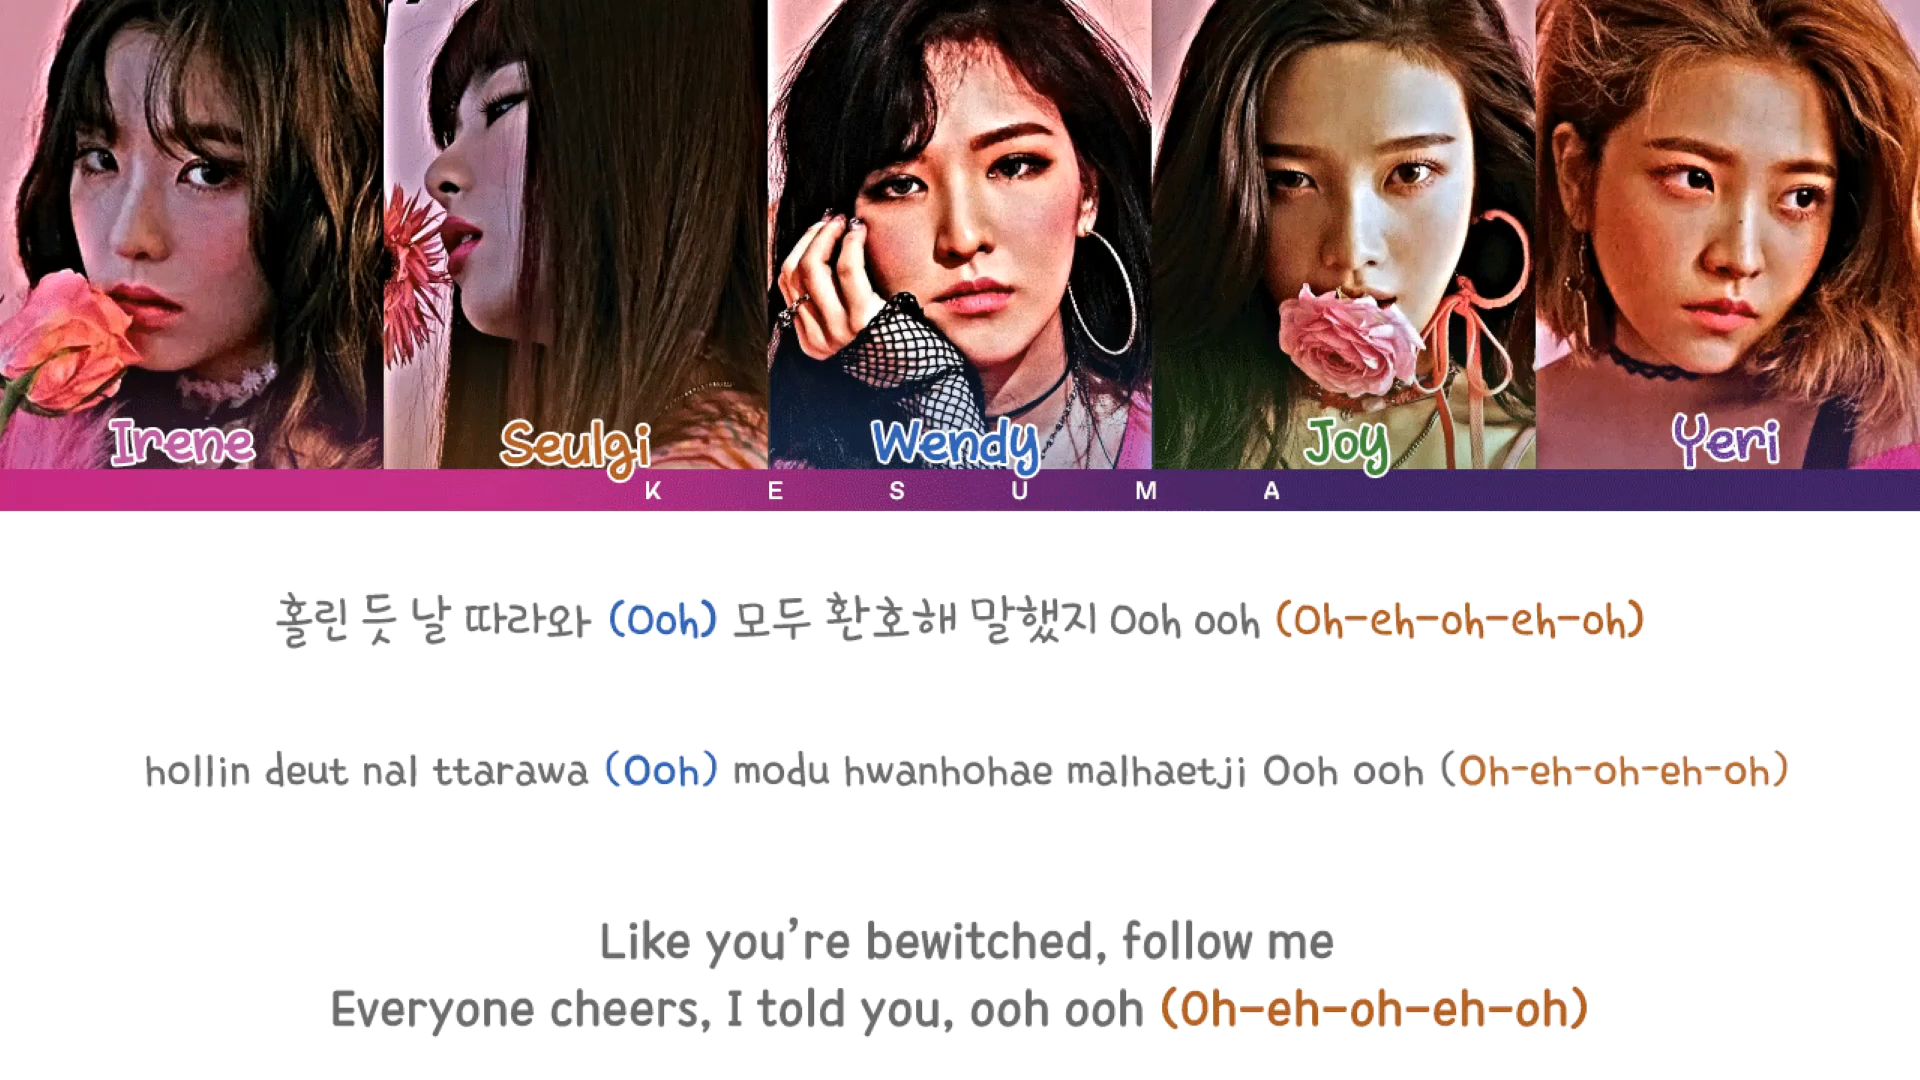 Irene Seulgi Wendy Joy Yeri
K E S U M A
홀린 듯 날 따라와 (Ooh) 모두 환호해 말했지 Ooh ooh (Oh-eh-oh-eh-oh)
hollin deut nal ttarawa (Ooh) modu hwanhohae malhaetji Ooh ooh (Oh-eh-oh-eh-oh)
Like you're bewitched, follow me
Everyone cheers, I told you, ooh ooh (Oh-eh-oh-eh-oh)